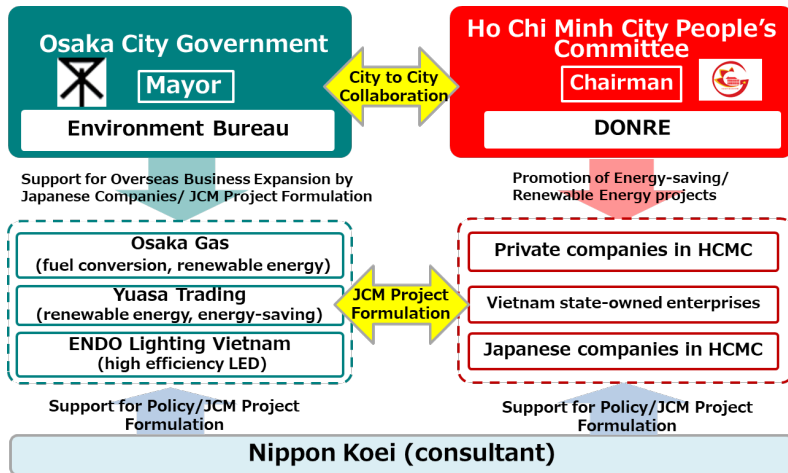 Osaka City Government
Mayor
Environment Bureau
City to City
Collaboration
Ho Chi Minh City People's
Committee
Chairman
DONRE
Support for Overseas Business Expansion by
Japanese Companies/ JCM Project Formulation
Promotion of Energy-saving/
Renewable Energy projects
Osaka Gas
(fuel conversion, renewable energy)
Yuasa Trading
(renewable energy, energy-saving)
ENDO Lighting Vietnam
(high efficiency LED)
JCM Project
Formulation
Private companies in HCMC
Vietnam state-owned enterprises
Japanese companies in HCMC
Support for Policy/JCM Project
Formulation
Support for Policy/JCM Project
Formulation
Nippon Koei (consultant)